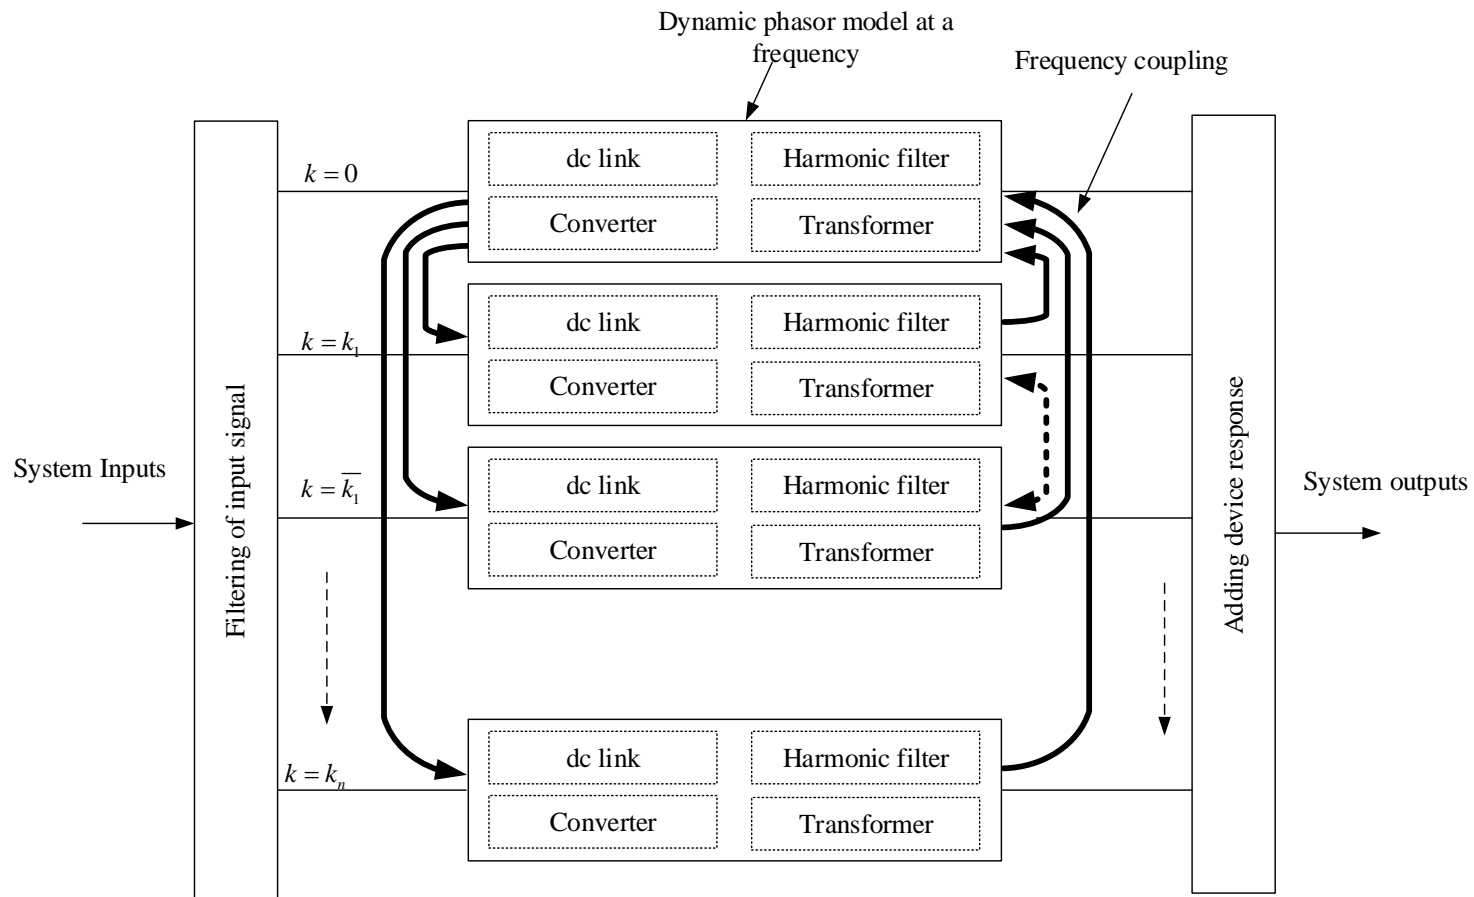 Dynamic phasor model at a
frequency
Frequency coupling
k = 0
dc link
Harmonic filter
Converter
Transformer
k = k₁
dc link
Harmonic filter
Converter
Transformer
System Inputs
Filtering of input signal
k = k̅₁
dc link
Harmonic filter
Converter
Transformer
Adding device response
System outputs
k = kₙ
dc link
Harmonic filter
Converter
Transformer